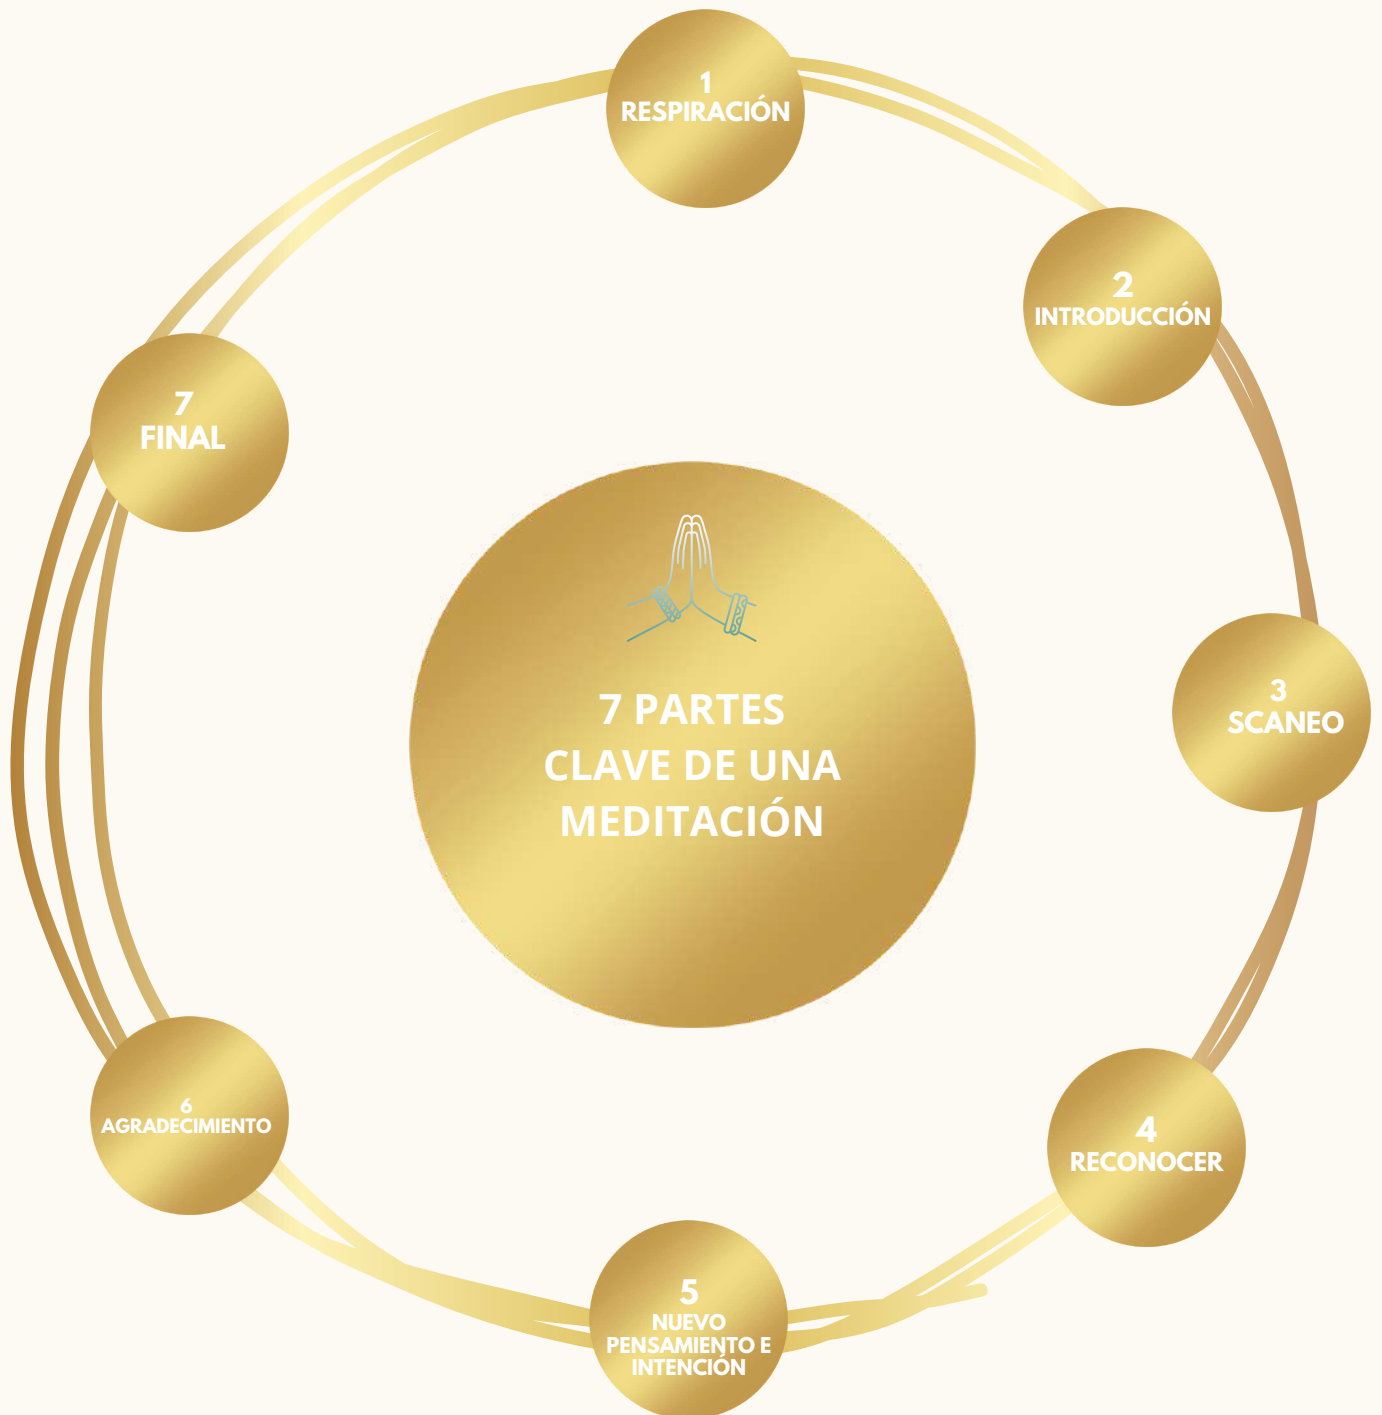 7 PARTES
CLAVE DE UNA
MEDITACIÓN
1
RESPIRACIÓN
2
INTRODUCCIÓN
3
SCANEO
4
RECONOCER
5
NUEVO
PENSAMIENTO E
INTENCIÓN
6
AGRADECIMIENTO
7
FINAL